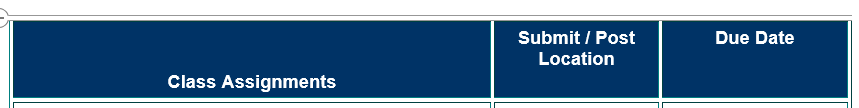 Submit / Post
Location
Due Date
Class Assignments